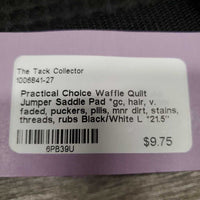 The Tack Collector
1006841-27
Practical Choice Waffle Quilt
Jumper Saddle Pad *gc, hair, v.
faded, puckers, pills, mnr dirt, stains,
threads, rubs Black/White L *21.5"
$9.75
6PB39U